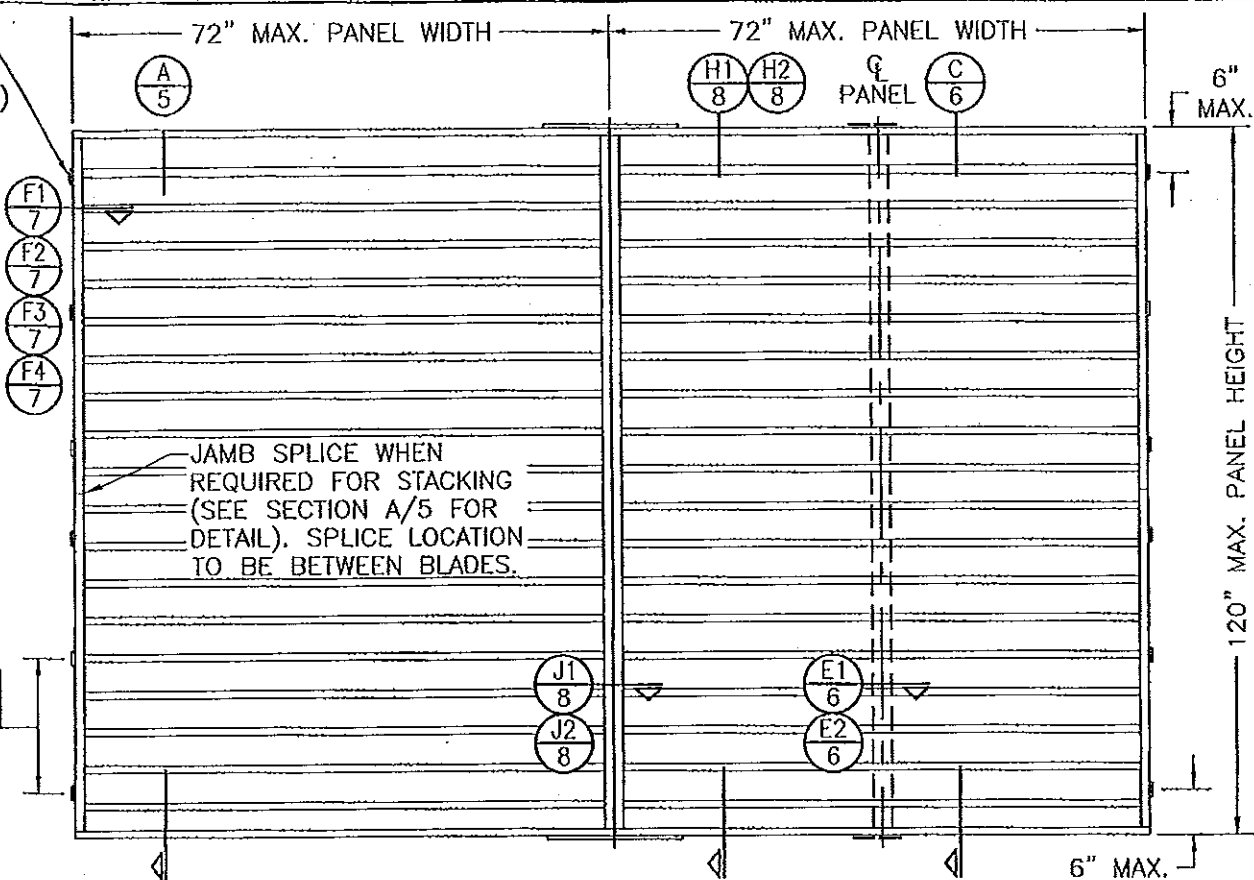 72" MAX. PANEL WIDTH
72" MAX. PANEL WIDTH
A
5
H1
8
H2
8
℄
PANEL
C
6
6"
MAX.
)
F1
7
F2
7
F3
7
F4
7
JAMB SPLICE WHEN
REQUIRED FOR STACKING
(SEE SECTION A/5 FOR
DETAIL). SPLICE LOCATION
TO BE BETWEEN BLADES.
120" MAX. PANEL HEIGHT
J1
8
J2
8
E1
6
E2
6
6" MAX.